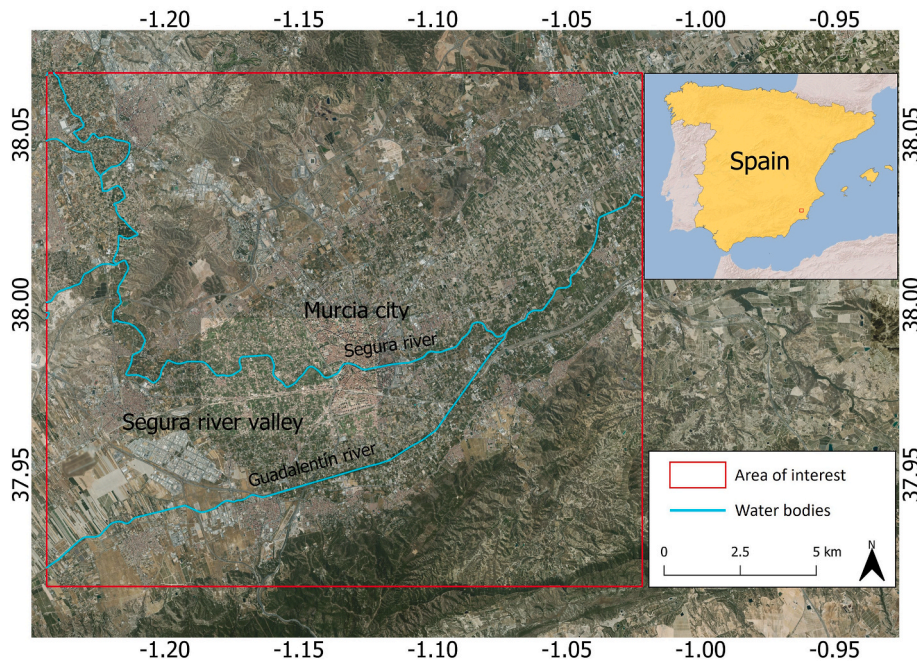 -1.20 -1.15 -1.10 -1.05 -1.00 -0.95
38.05
38.05
Spain
38.00
38.00
Murcia city
Segura river
Segura river valley
Guadalentín river
37.95
37.95
Area of interest
Water bodies
0 2.5 5 km
N
-1.20 -1.15 -1.10 -1.05 -1.00 -0.95